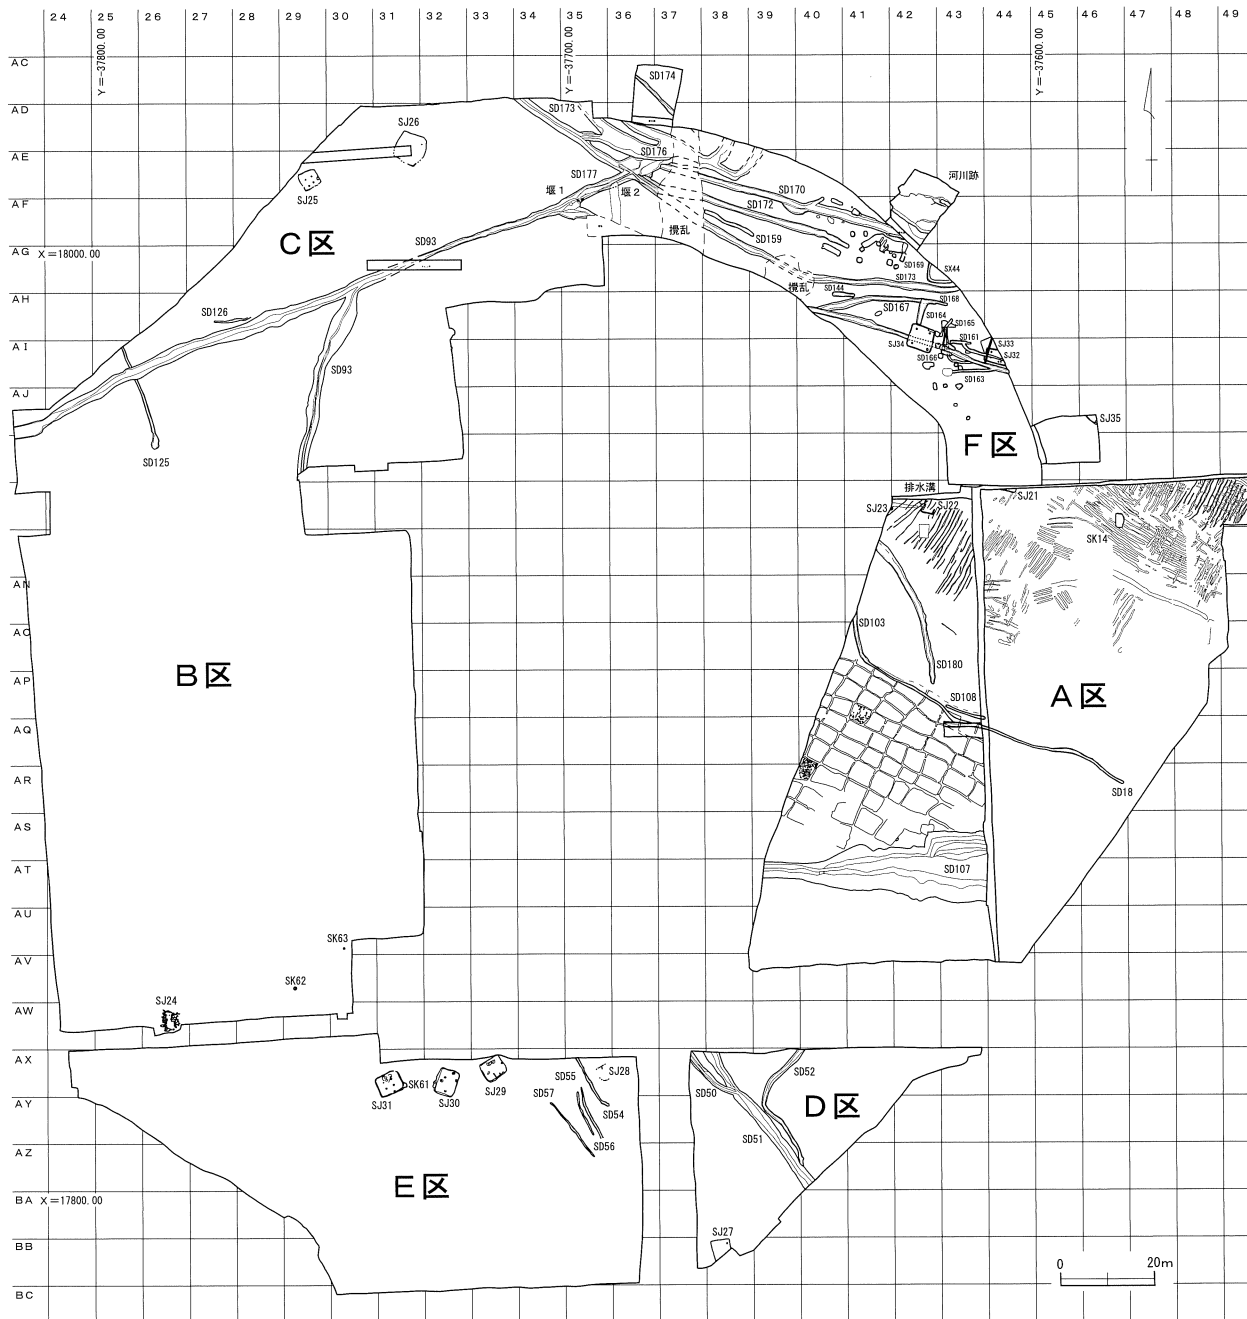 24 25 26 27 28 29 30 31 32 33 34 35 36 37 38 39 40 41 42 43 44 45 46 47 48 49
Y=-37800.00
Y=-37700.00
Y=-37600.00
AC
SD174
AD
SD173
SJ26
AE
SD176
SD177
河川跡
堰1
堰2
SD170
SJ25
AF
SD172
攪乱
C区
SD93
SD159
AG X=18000.00
SD169
SX44
SD173
攪乱
SD144
AH
SD168
SD126
SD167
SD164
SD165
AI
SD161
SJ33
SJ34
SD166
SJ32
SD93
SD163
AJ
SJ35
F区
SD125
排水溝
SJ21
SJ23
SJ22
SK14
AN
SD103
AO
SD180
B区
AP
SD108
A区
AQ
AR
SD18
AS
AT
SD107
AU
SK63
AV
SK62
SJ24
AW
AX
SD52
SD55
SJ28
SK61
SD57
SJ29
SD50
SJ31
SJ30
AY
SD54
D区
SD51
SD56
AZ
E区
BA X=17800.00
SJ27
BB
0 20m
BC